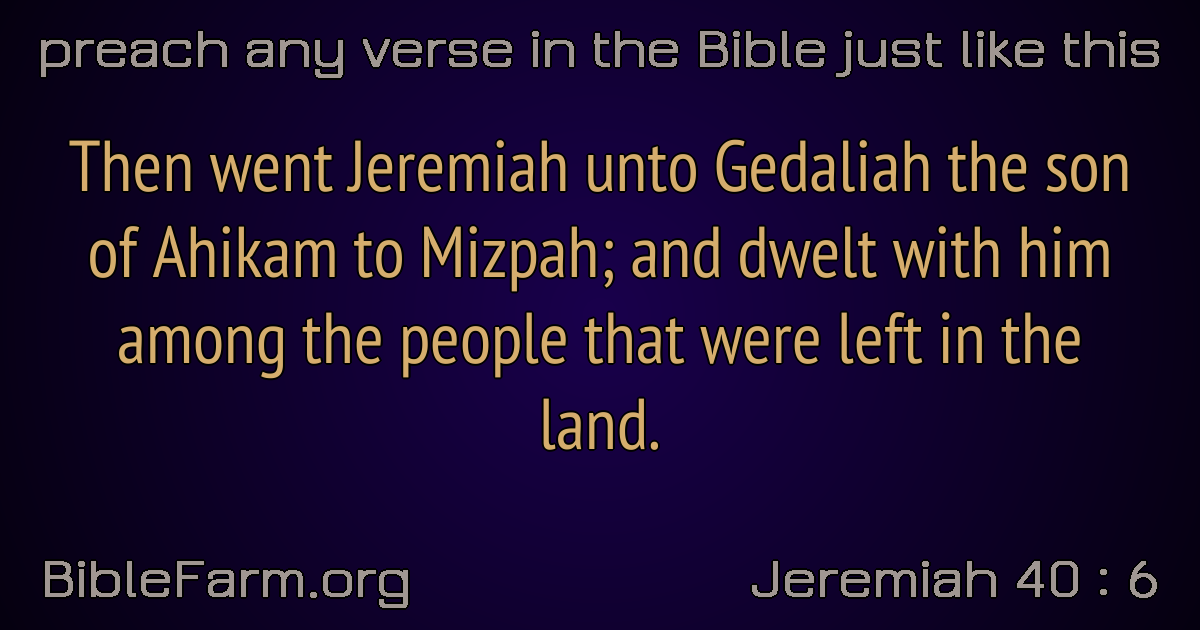 preach any verse in the Bible just like this
Then went Jeremiah unto Gedaliah the son
of Ahikam to Mizpah; and dwelt with him
among the people that were left in the
land.
BibleFarm.org
Jeremiah 40 : 6